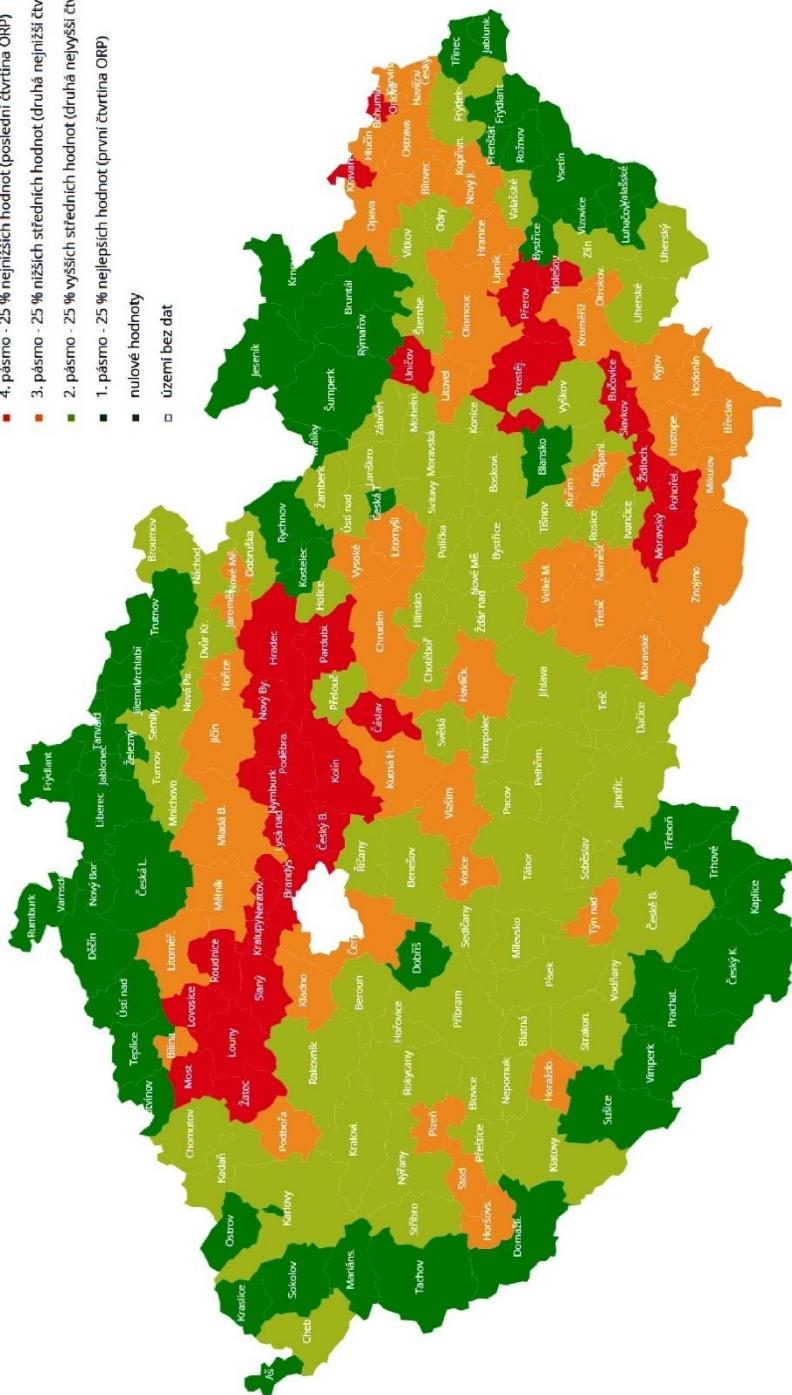 4. pásmo - 25 % nejnižších hodnot (poslední čtvrtina ORP)
3. pásmo - 25 % nižších středních hodnot (druhá nejnižší čtv
2. pásmo - 25 % vyšších středních hodnot (druhá nejvyšší čt
1. pásmo - 25 % nejlepších hodnot (první čtvrtina ORP)
nulové hodnoty
území bez dat
Rumburk
Frýdlant
Varnsd
Děčín
Nový Bor
Liberec
Jablonec
Tanvald
Ústí nad
Česká L.
Železný
Jilemn
Vrchlabí
Trutnov
Teplice
Semily
Turnov
Broumov
Litvínov
Bílina
Litoměř.
Mnichovo
Nová Pa.
Dvůr Kr.
Náchod
Most
Lovosice
Roudnice
Mělník
Mladá B.
Jičín
Hořice
Jaroměř
Nové Mě.
Jeseník
Chomutov
Louny
Dobruška
Krnov
Žatec
Slaný
Kralupy
Neratov.
Lysá nad
Nymburk
Nový By.
Hradec
Rychnov
Králíky
Šumperk
Bruntál
Kadaň
Podbořa.
Kladno
Brandýs
Poděbra.
Kostelec
Žamberk
Rýmařov
Kravaře
Ostrov
Karlovy
Rakovník
Český B.
Kolín
Pardubi.
Holice
Ústí nad
Lanškro.
Zábřeh
Opava
Hlučín
Bohumín
Kraslice
Přelouč
Vysoké
Česká T.
Uničov
Šternbe.
Vítkov
Ostrava
Orlová
Karvin
Sokolov
Beroun
Říčany
Čáslav
Chrudim
Litomyšl
Mohelni.
Bílovec
Havířov
Český
Aš
Cheb
Mariáns.
Kralovi.
Hořovice
Kutná H.
Svitavy
Moravská
Litovel
Olomouc
Odry
Nový Ji.
Kopřivn.
Frýdek-
Třinec
Stříbro
Nýřany
Rokycany
Dobříš
Benešov
Hlinsko
Polička
Konice
Hranice
Frenštát
Frýdlant
Jablunk.
Tachov
Plzeň
Příbram
Vlašim
Světlá
Chotěboř
Boskovi.
Prostěj.
Přerov
Lipník
Valašské
Rožnov
Stod
Blovice
Sedlčany
Votice
Havlíčk.
Žďár nad
Nové Mě.
Bystřice
Holešov
Bystřice
Vsetín
Horšovs.
Přeštice
Humpolec
Tišnov
Blansko
Vyškov
Kroměříž
Zlín
Vizovice
Domažli.
Nepomuk
Blatná
Milevsko
Tábor
Pacov
Pelhřim.
Jihlava
Velké M.
Kuřim
Brno
Šlapani.
Otrokov.
Luhačov
Valašské
Klatovy
Horaždo.
Písek
Rosice
Bučovice
Slavkov
Uherské
Uherský
Strakon.
Týn nad
Soběslav
Telč
Třebíč
Náměšť
Ivančice
Židloch.
Kyjov
Sušice
Vodňany
České B.
Jindřic.
Dačice
Moravské
Moravský
Pohořel.
Hustope.
Hodonín
Vimperk
Prachat.
Třeboň
Znojmo
Mikulov
Břeclav
Český K.
Trhové
Kaplice